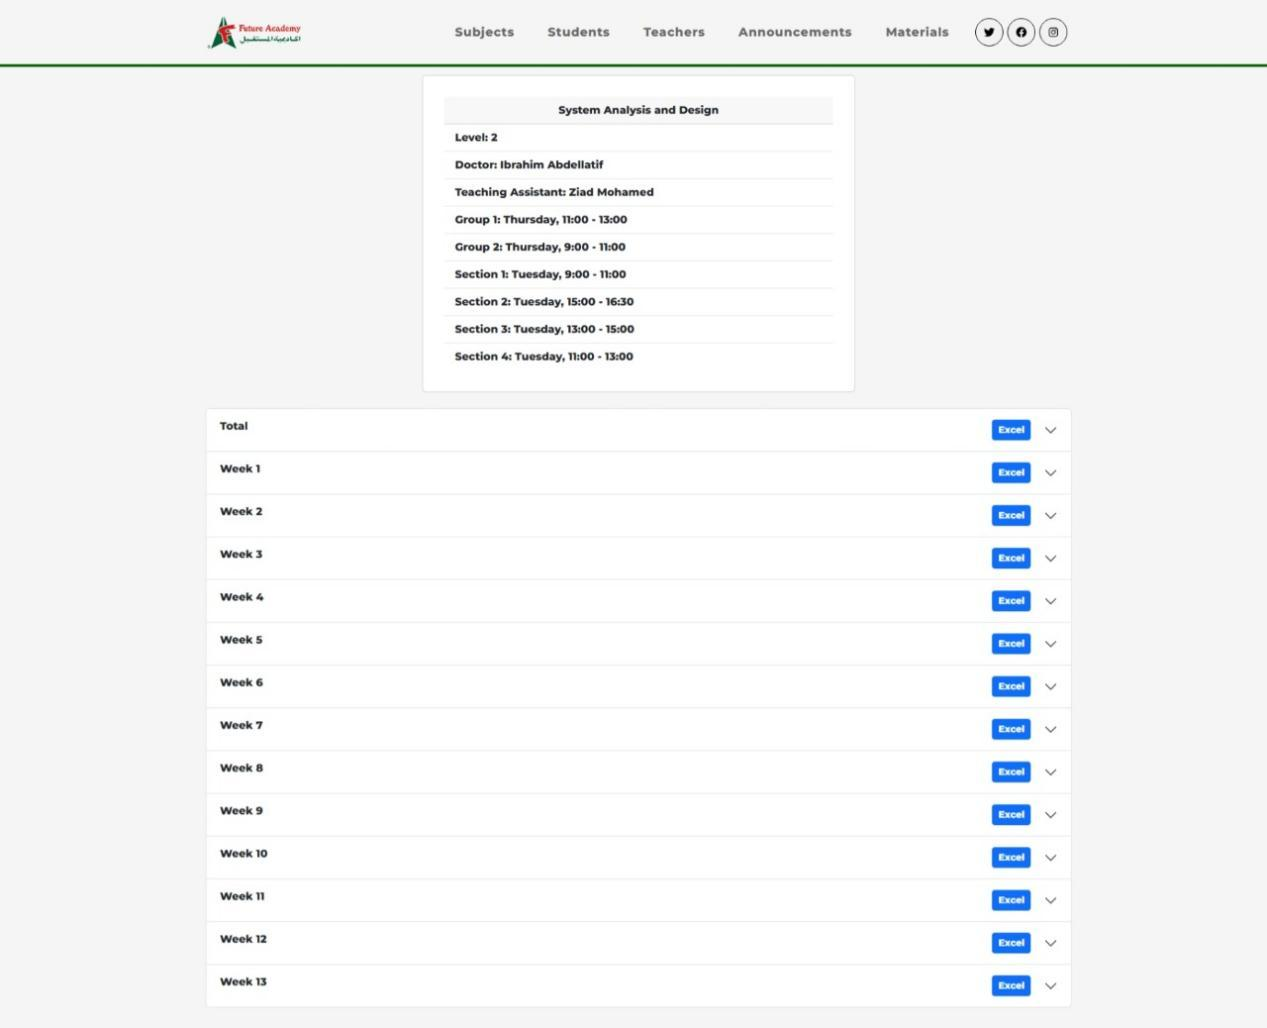 Future Academy
اكاديمية المستقبل
Subjects Students Teachers Announcements Materials
System Analysis and Design
Level: 2
Doctor: Ibrahim Abdellatif
Teaching Assistant: Ziad Mohamed
Group 1: Thursday, 11:00 - 13:00
Group 2: Thursday, 9:00 - 11:00
Section 1: Tuesday, 9:00 - 11:00
Section 2: Tuesday, 15:00 - 16:30
Section 3: Tuesday, 13:00 - 15:00
Section 4: Tuesday, 11:00 - 13:00
Total Excel
Week 1 Excel
Week 2 Excel
Week 3 Excel
Week 4 Excel
Week 5 Excel
Week 6 Excel
Week 7 Excel
Week 8 Excel
Week 9 Excel
Week 10 Excel
Week 11 Excel
Week 12 Excel
Week 13 Excel